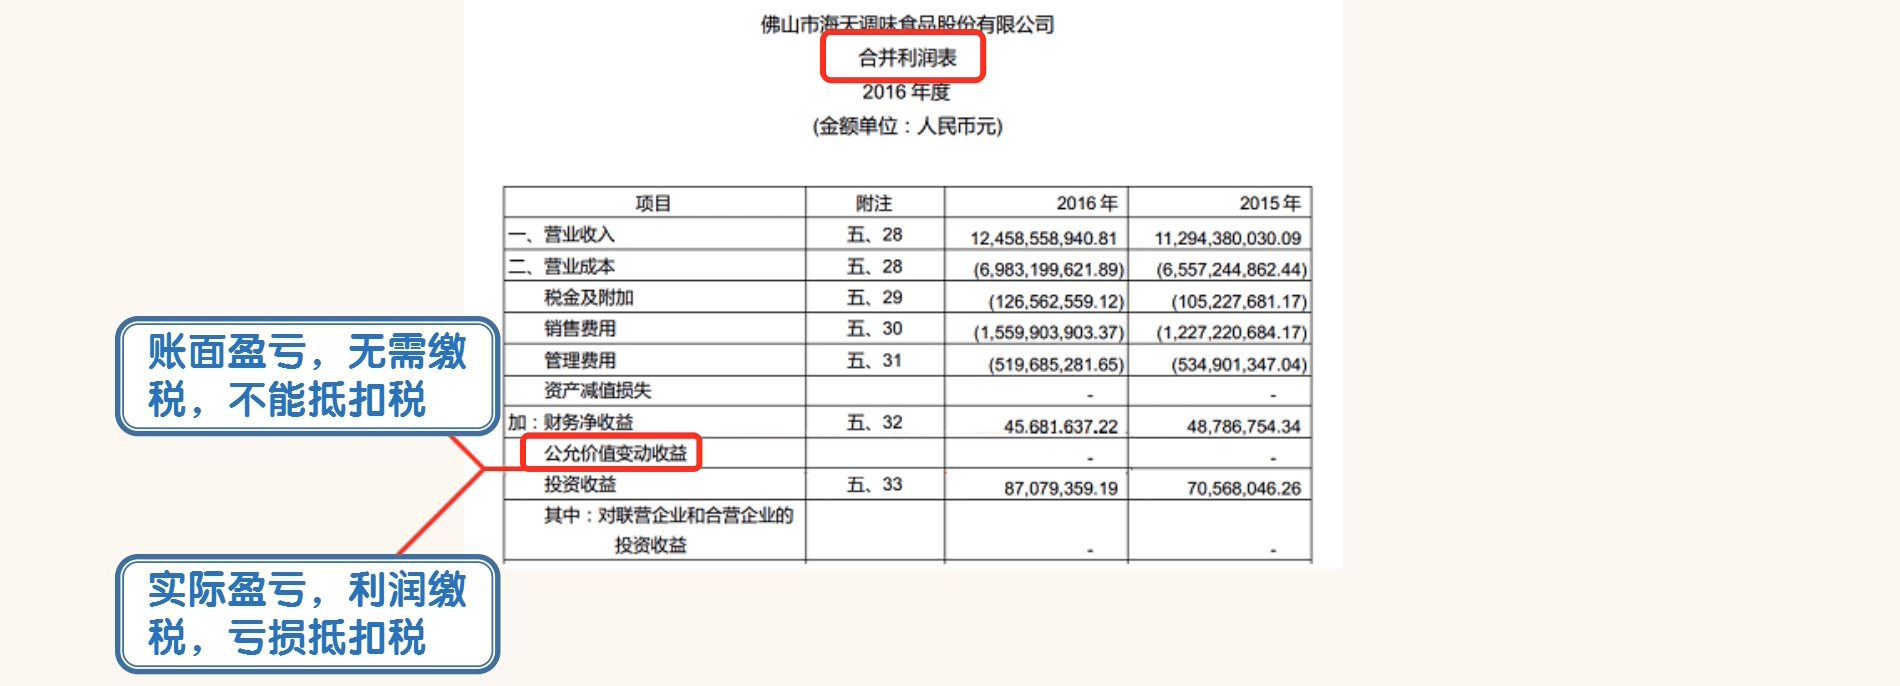 佛山市海天调味食品股份有限公司
合并利润表
2016 年度
(金额单位：人民币元)
项目 附注 2016 年 2015 年
一、营业收入 五、28 12,458,558,940.81 11,294,380,030.09
二、营业成本 五、28 (6,983,199,621.89) (6,557,244,862.44)
税金及附加 五、29 (126,562,559.12) (105,227,681.17)
销售费用 五、30 (1,559,903,903.37) (1,227,220,684.17)
管理费用 五、31 (519,685,281.65) (534,901,347.04)
资产减值损失 - -
加：财务净收益 五、32 45.681.637.22 48,786,754.34
公允价值变动收益 - -
投资收益 五、33 87,079,359.19 70,568,046.26
其中：对联营企业和合营企业的
投资收益 - -
账面盈亏，无需缴
税，不能抵扣税
实际盈亏，利润缴
税，亏损抵扣税